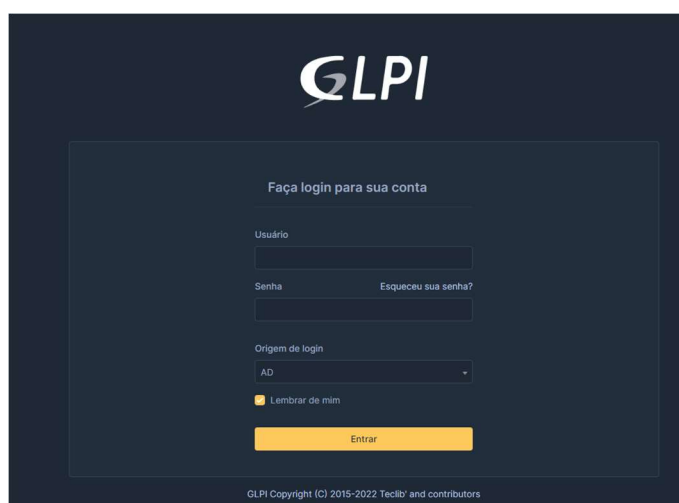 GLPI
Faça login para sua conta
Usuário
Senha Esqueceu sua senha?
Origem de login
AD
Lembrar de mim
Entrar
GLPI Copyright (C) 2015-2022 Teclib' and contributors